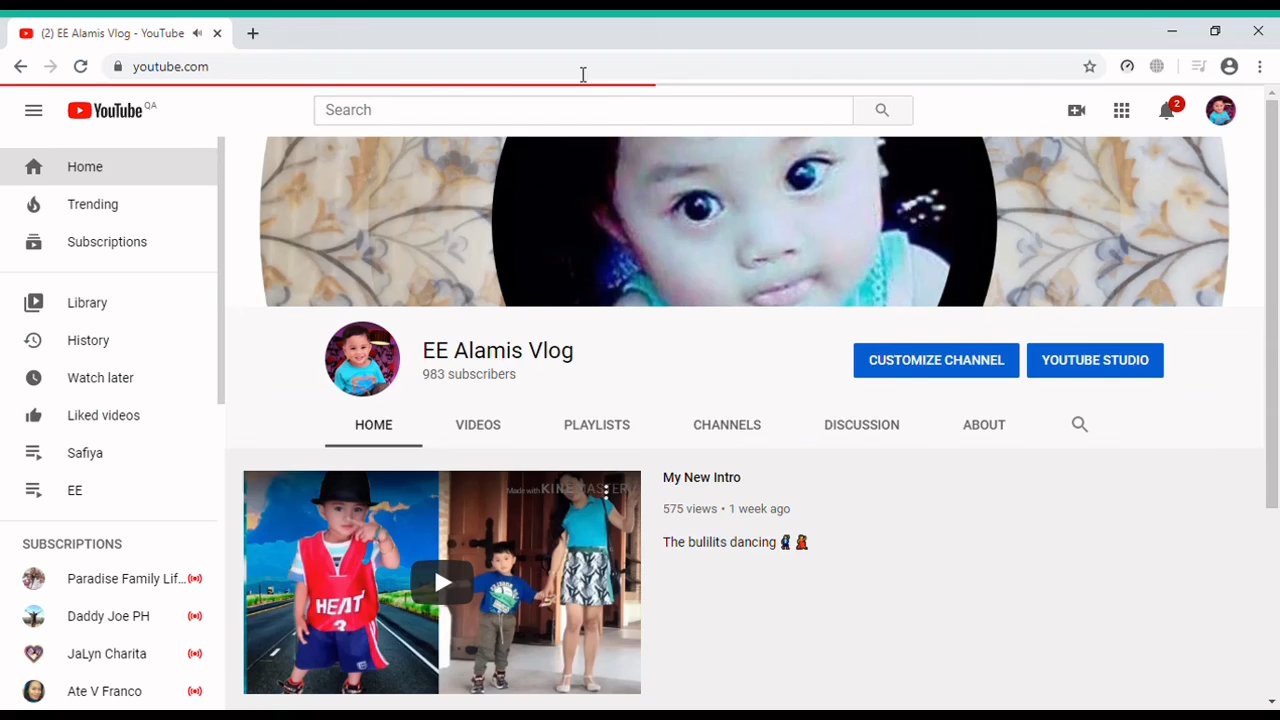 (2) EE Alamis Vlog - YouTube
youtube.com
YouTube QA
Search
2
Home
Trending
Subscriptions
Library
History
Watch later
Liked videos
Safiya
EE
SUBSCRIPTIONS
Paradise Family Lif...
Daddy Joe PH
JaLyn Charita
Ate V Franco
EE Alamis Vlog
983 subscribers
CUSTOMIZE CHANNEL
YOUTUBE STUDIO
HOME VIDEOS PLAYLISTS CHANNELS DISCUSSION ABOUT
Made with KINEMASTER
HEAT
3
My New Intro
575 views • 1 week ago
The bulilits dancing